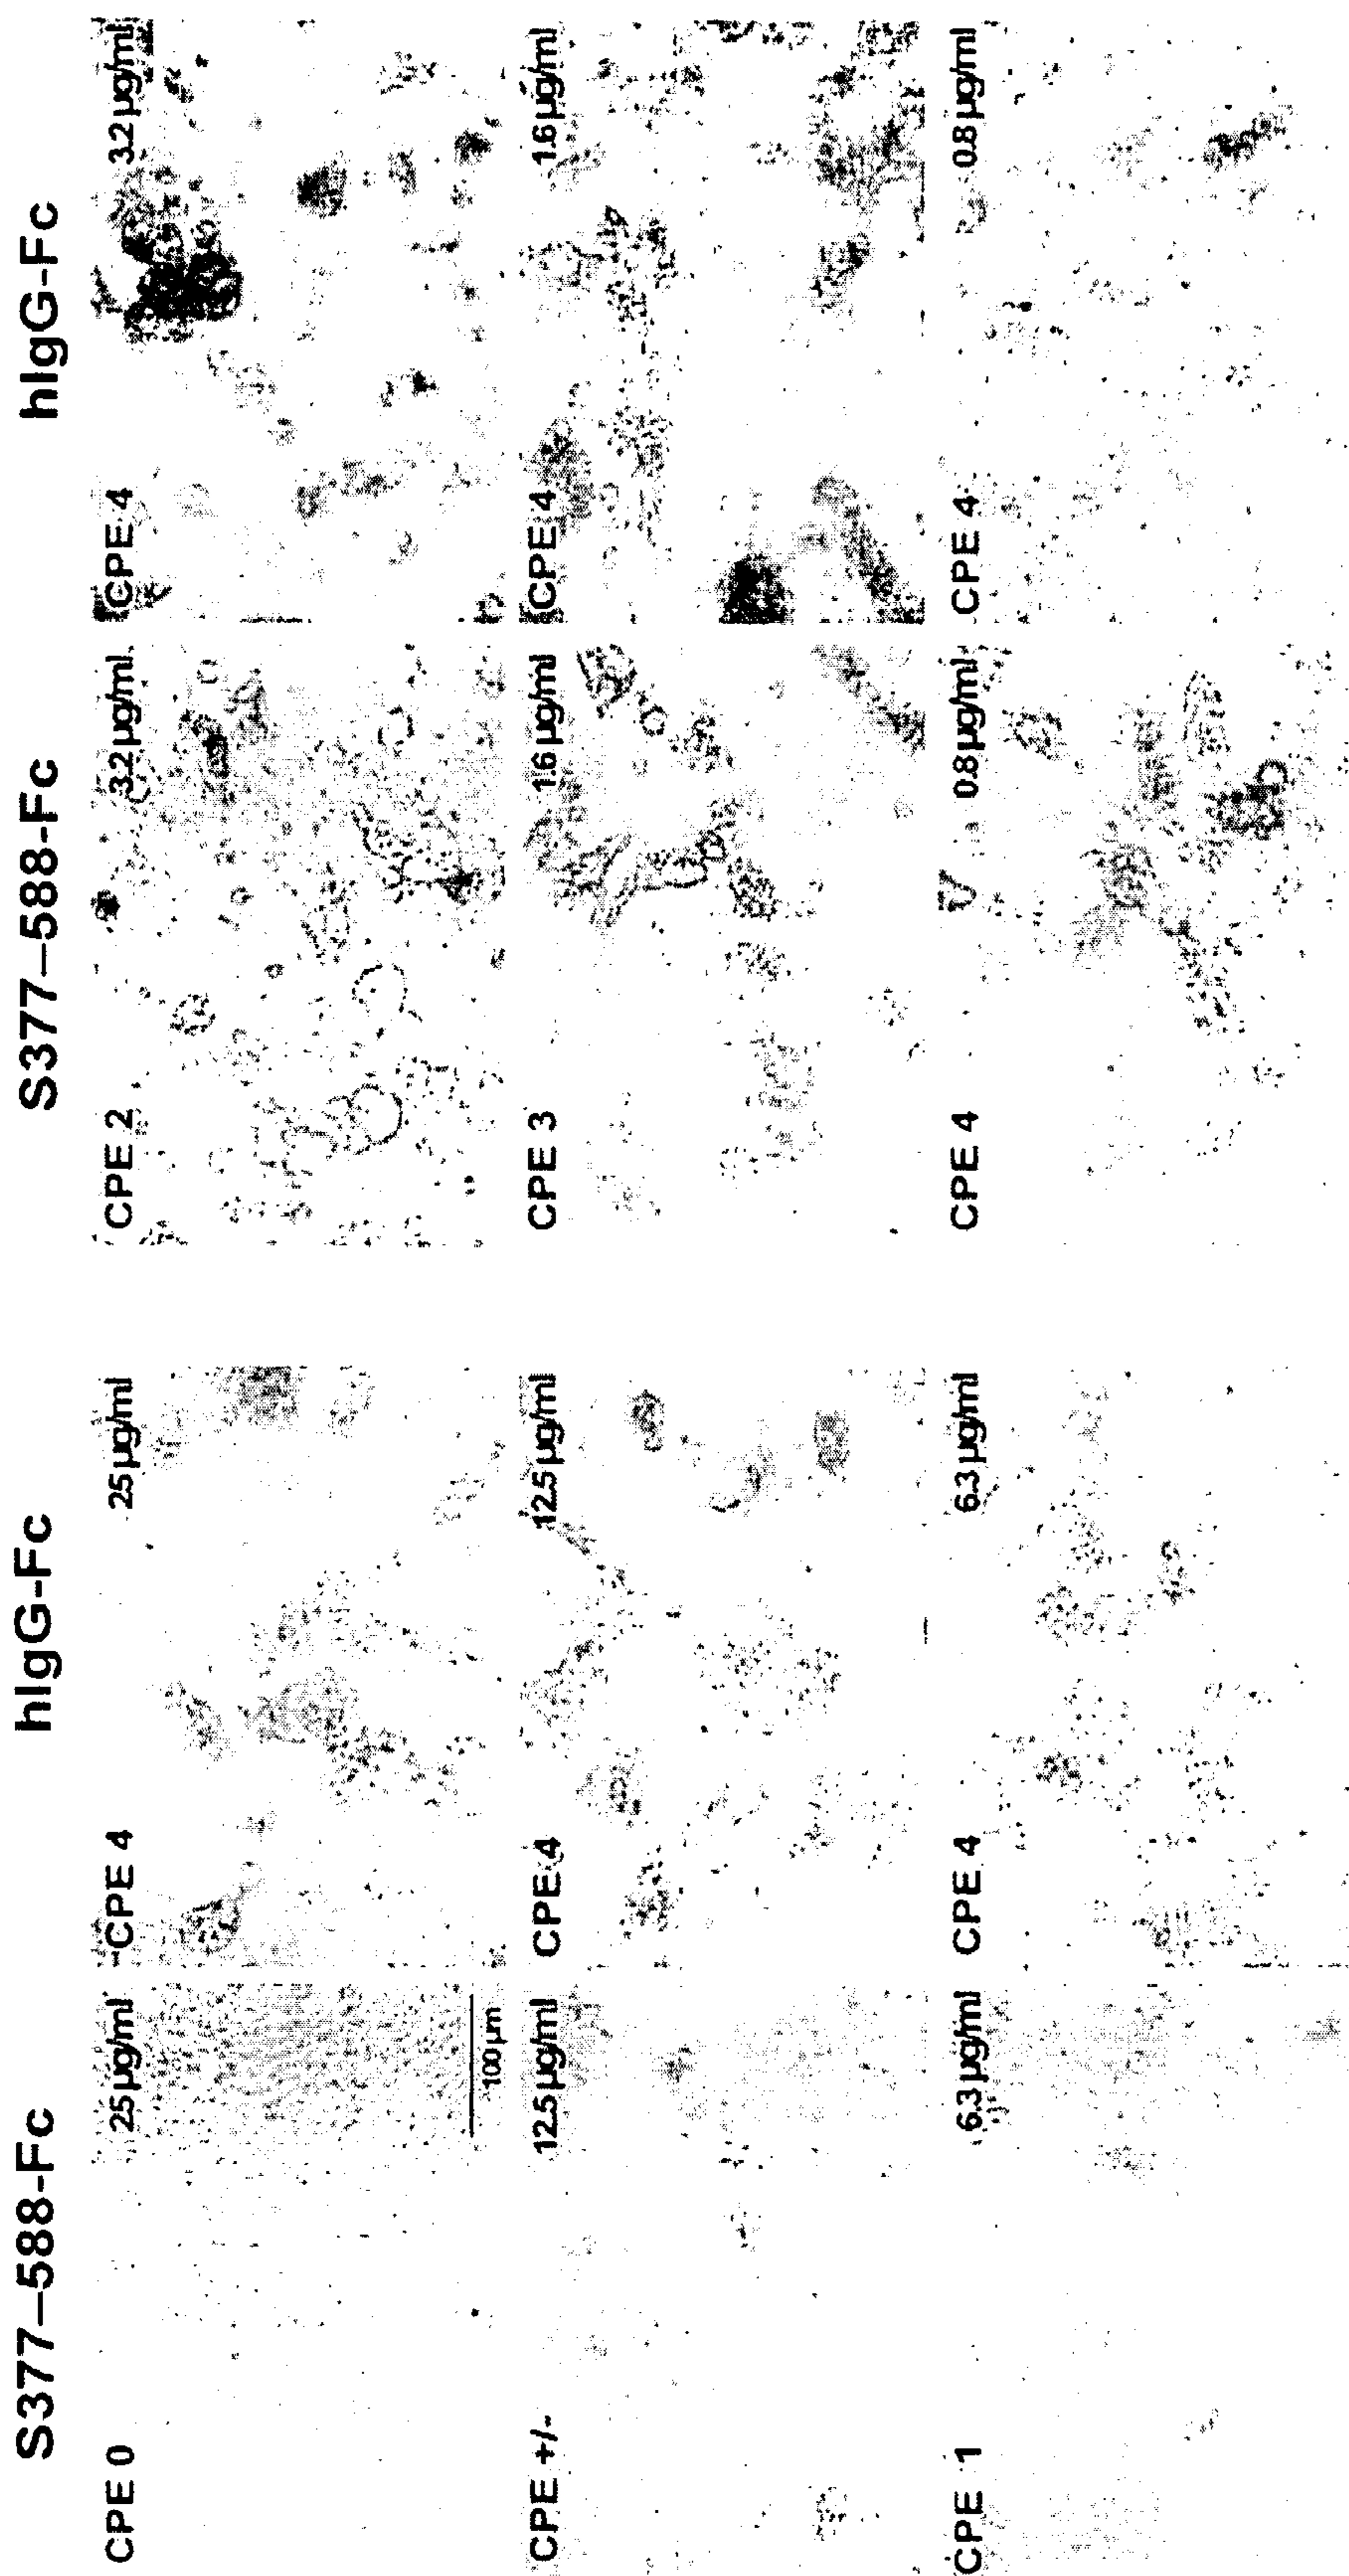 S377–588-Fc hIgG-Fc S377–588-Fc hIgG-Fc
CPE 0 25 µg/ml CPE 4 25 µg/ml CPE 2 3.2 µg/ml CPE 4 3.2 µg/ml
100 µm
CPE +/- 12.5 µg/ml CPE 4 12.5 µg/ml CPE 3 1.6 µg/ml CPE 4 1.6 µg/ml
CPE 1 6.3 µg/ml CPE 4 6.3 µg/ml CPE 4 0.8 µg/ml CPE 4 0.8 µg/ml